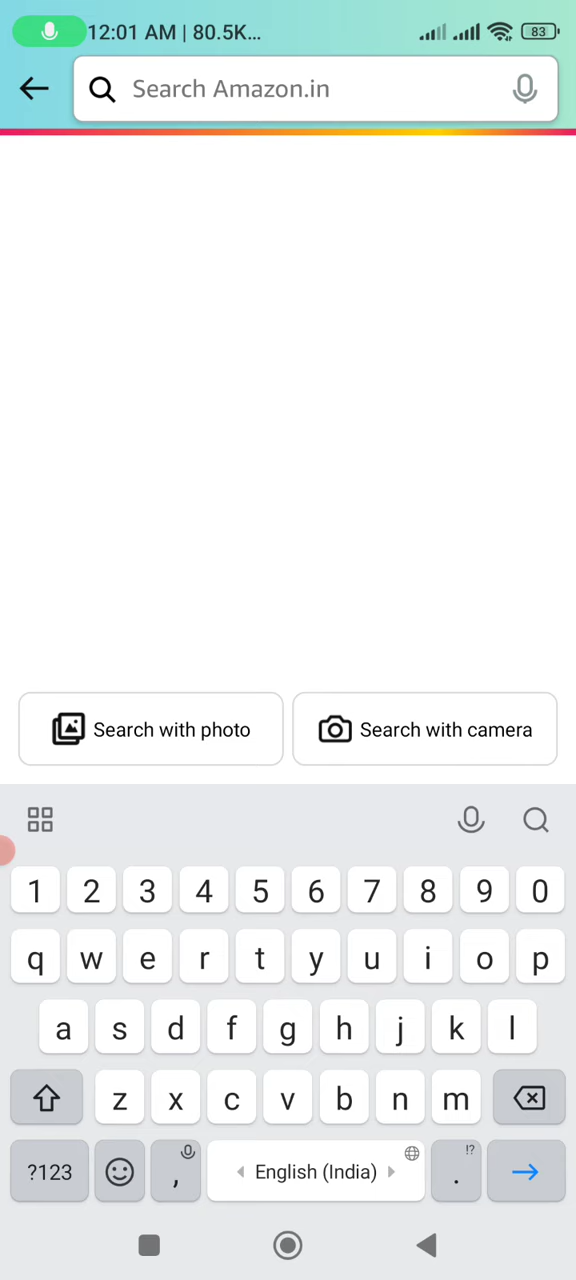 12:01 AM | 80.5K... 83
Search Amazon.in
Search with photo Search with camera
1 2 3 4 5 6 7 8 9 0
q w e r t y u i o p
a s d f g h j k l
z x c v b n m
?123 , English (India) . !?